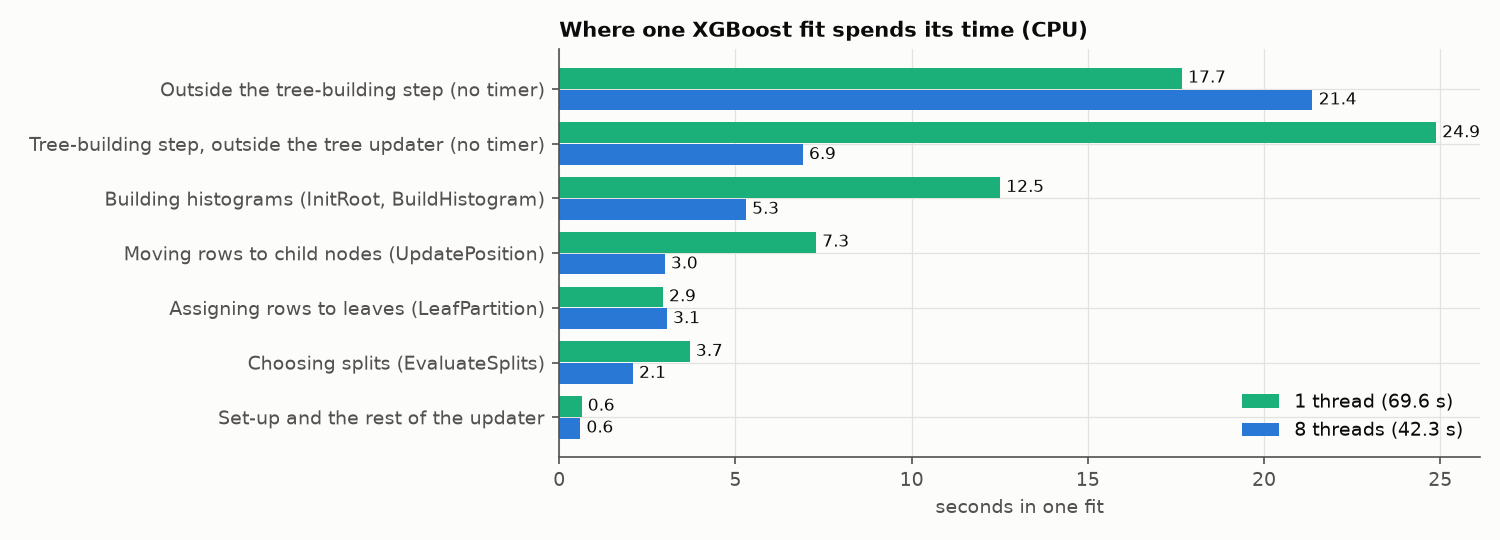 Where one XGBoost fit spends its time (CPU)
Outside the tree-building step (no timer)
17.7
21.4
Tree-building step, outside the tree updater (no timer)
24.9
6.9
Building histograms (InitRoot, BuildHistogram)
12.5
5.3
Moving rows to child nodes (UpdatePosition)
7.3
3.0
Assigning rows to leaves (LeafPartition)
2.9
3.1
Choosing splits (EvaluateSplits)
3.7
2.1
Set-up and the rest of the updater
0.6
0.6
1 thread (69.6 s)
8 threads (42.3 s)
0 5 10 15 20 25
seconds in one fit